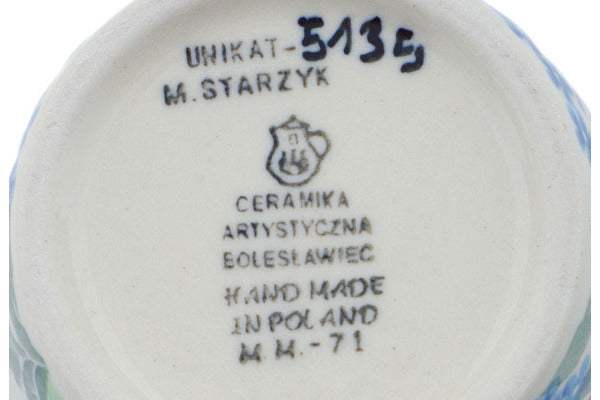 UNIKAT-5135
M. STARZYK
CERAMIKA
ARTYSTYCZNA
BOLESŁAWIEC
HAND MADE
IN POLAND
M M.-71